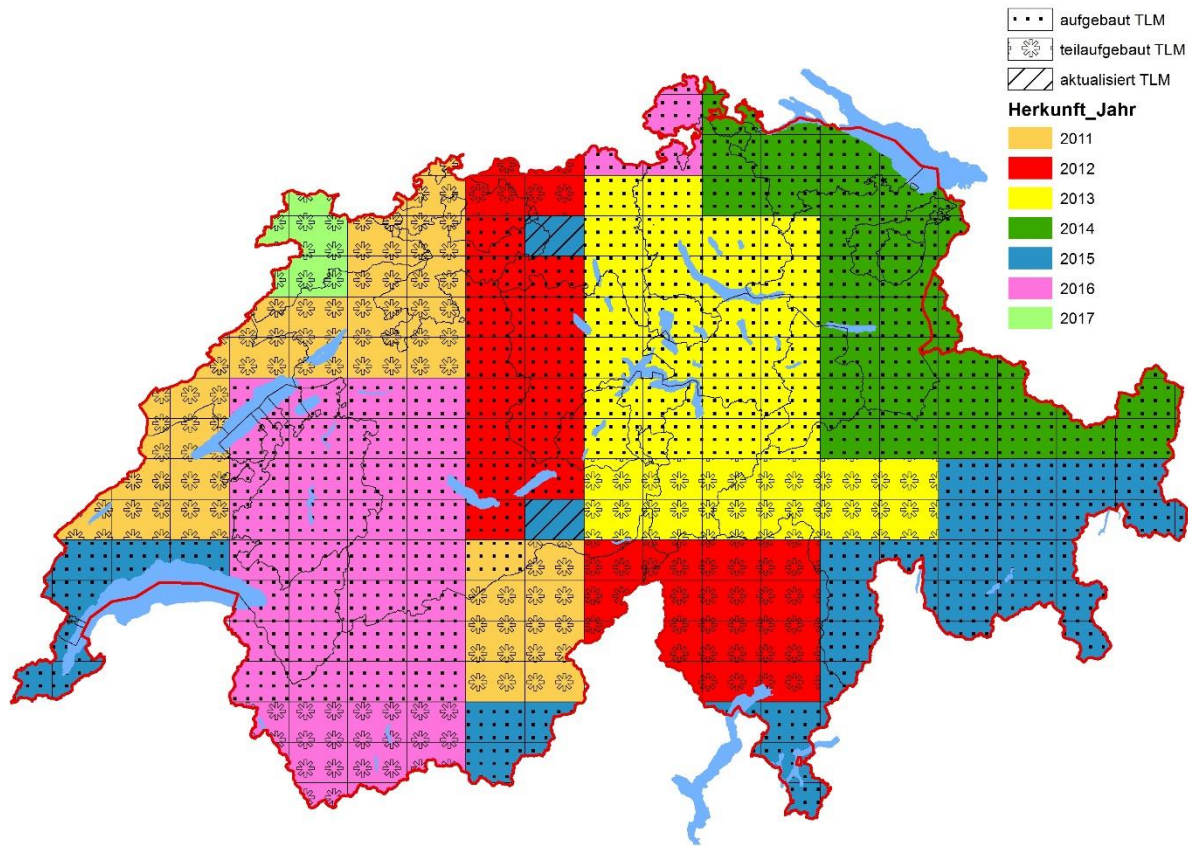 aufgebaut TLM
teilaufgebaut TLM
aktualisiert TLM
Herkunft_Jahr
2011
2012
2013
2014
2015
2016
2017